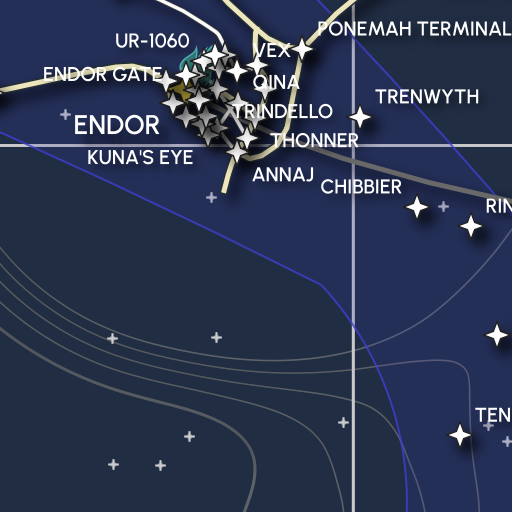 PONEMAH TERMINAL
UR-1060
VEX
ENDOR GATE
QINA
TRENWYTH
TRINDELLO
ENDOR
THONNER
KUNA'S EYE
ANNAJ
CHIBBIER
RIN
TEN